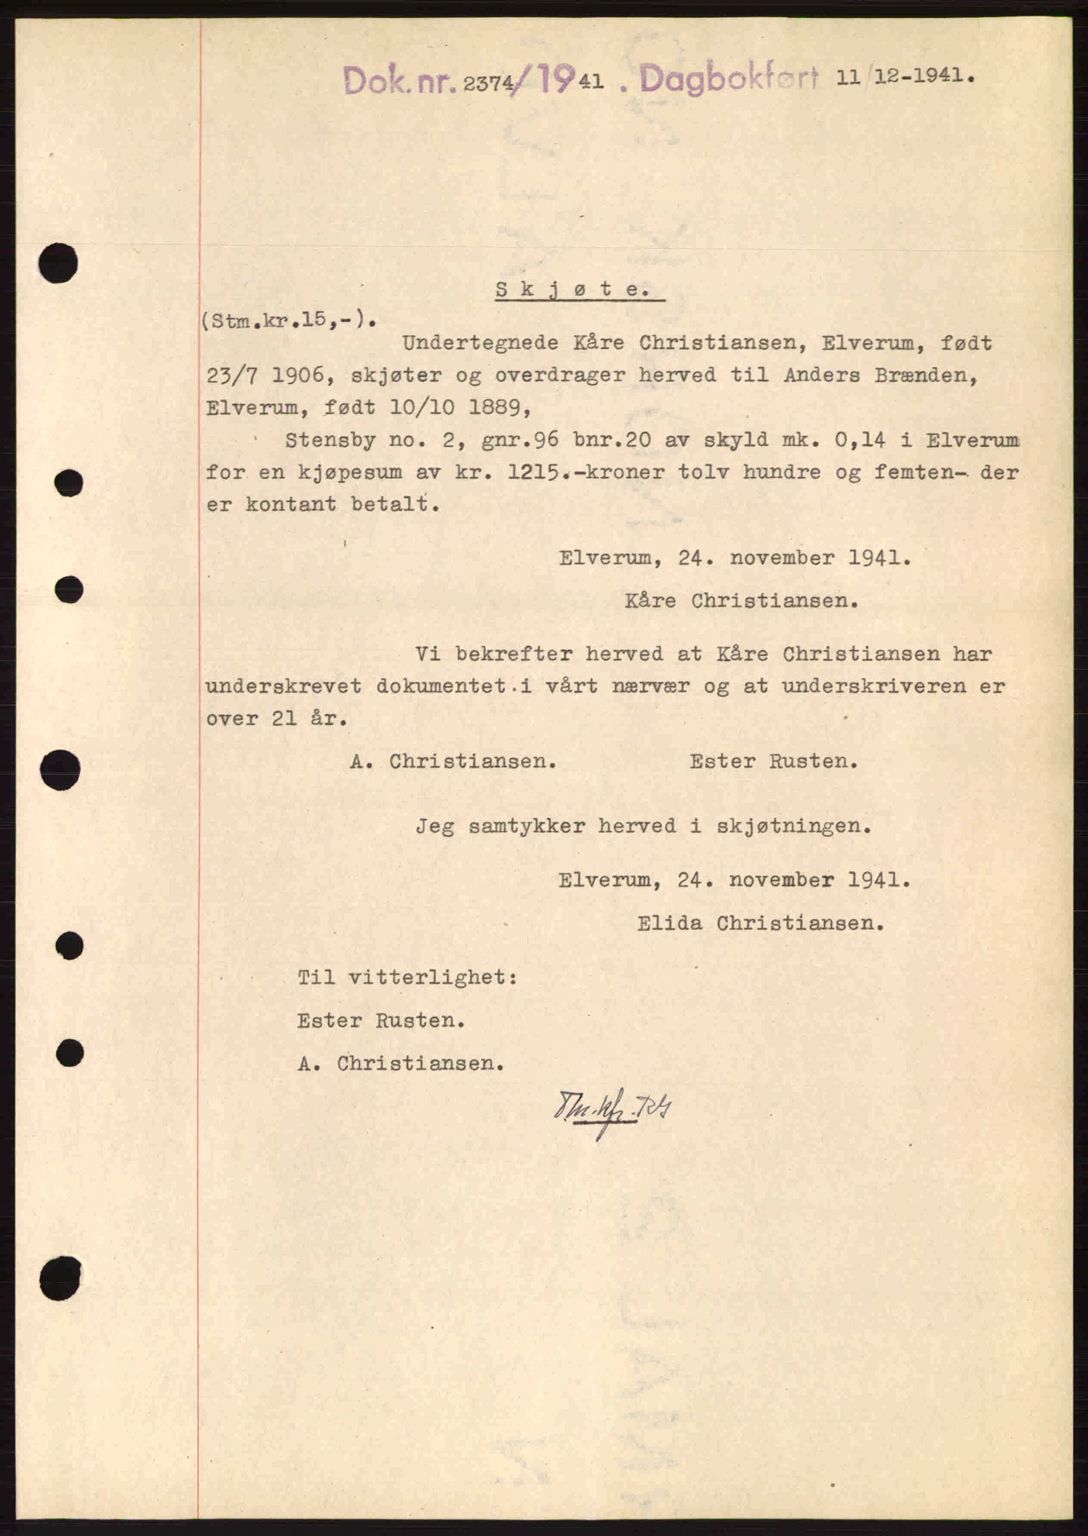 Dok.nr. 2374/1941. Dagbokført 11/12-1941.
Skjøte.
(Stm.kr.15,-).
Undertegnede Kåre Christiansen, Elverum, født
23/7 1906, skjøter og overdrager herved til Anders Brænden,
Elverum, født 10/10 1889,
Stensby no. 2, gnr.96 bnr.20 av skyld mk. 0,14 i Elverum
for en kjøpesum av kr. 1215.-kroner tolv hundre og femten- der
er kontant betalt.
Elverum, 24. november 1941.
Kåre Christiansen.
Vi bekrefter herved at Kåre Christiansen har
underskrevet dokumentet i vårt nærvær og at underskriveren er
over 21 år.
A. Christiansen. Ester Rusten.
Jeg samtykker herved i skjøtningen.
Elverum, 24. november 1941.
Elida Christiansen.
Til vitterlighet:
Ester Rusten.
A. Christiansen.